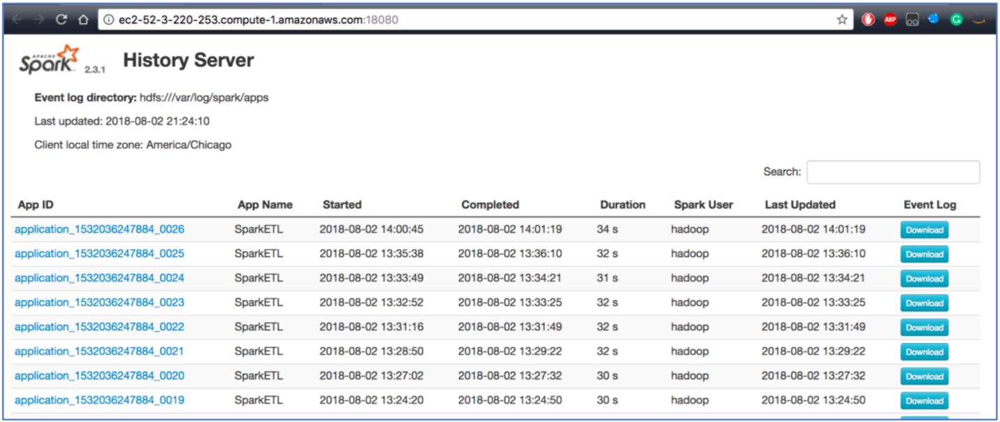 ec2-52-3-220-253.compute-1.amazonaws.com:18080
ABP
APACHE
Spark 2.3.1 History Server
Event log directory: hdfs:///var/log/spark/apps
Last updated: 2018-08-02 21:24:10
Client local time zone: America/Chicago
Search:
App ID App Name Started Completed Duration Spark User Last Updated Event Log
application_1532036247884_0026 SparkETL 2018-08-02 14:00:45 2018-08-02 14:01:19 34 s hadoop 2018-08-02 14:01:19 Download
application_1532036247884_0025 SparkETL 2018-08-02 13:35:38 2018-08-02 13:36:10 32 s hadoop 2018-08-02 13:36:10 Download
application_1532036247884_0024 SparkETL 2018-08-02 13:33:49 2018-08-02 13:34:21 31 s hadoop 2018-08-02 13:34:21 Download
application_1532036247884_0023 SparkETL 2018-08-02 13:32:52 2018-08-02 13:33:25 32 s hadoop 2018-08-02 13:33:25 Download
application_1532036247884_0022 SparkETL 2018-08-02 13:31:16 2018-08-02 13:31:49 32 s hadoop 2018-08-02 13:31:49 Download
application_1532036247884_0021 SparkETL 2018-08-02 13:28:50 2018-08-02 13:29:22 32 s hadoop 2018-08-02 13:29:22 Download
application_1532036247884_0020 SparkETL 2018-08-02 13:27:02 2018-08-02 13:27:32 30 s hadoop 2018-08-02 13:27:32 Download
application_1532036247884_0019 SparkETL 2018-08-02 13:24:20 2018-08-02 13:24:50 30 s hadoop 2018-08-02 13:24:50 Download